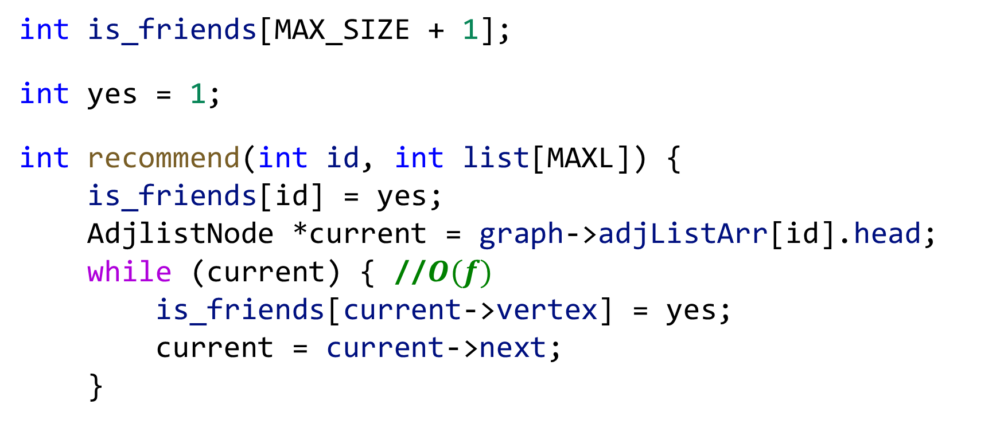 int is_friends[MAX_SIZE + 1];
int yes = 1;
int recommend(int id, int list[MAXL]) {
    is_friends[id] = yes;
    AdjlistNode *current = graph->adjListArr[id].head;
    while (current) { //O(f)
        is_friends[current->vertex] = yes;
        current = current->next;
    }